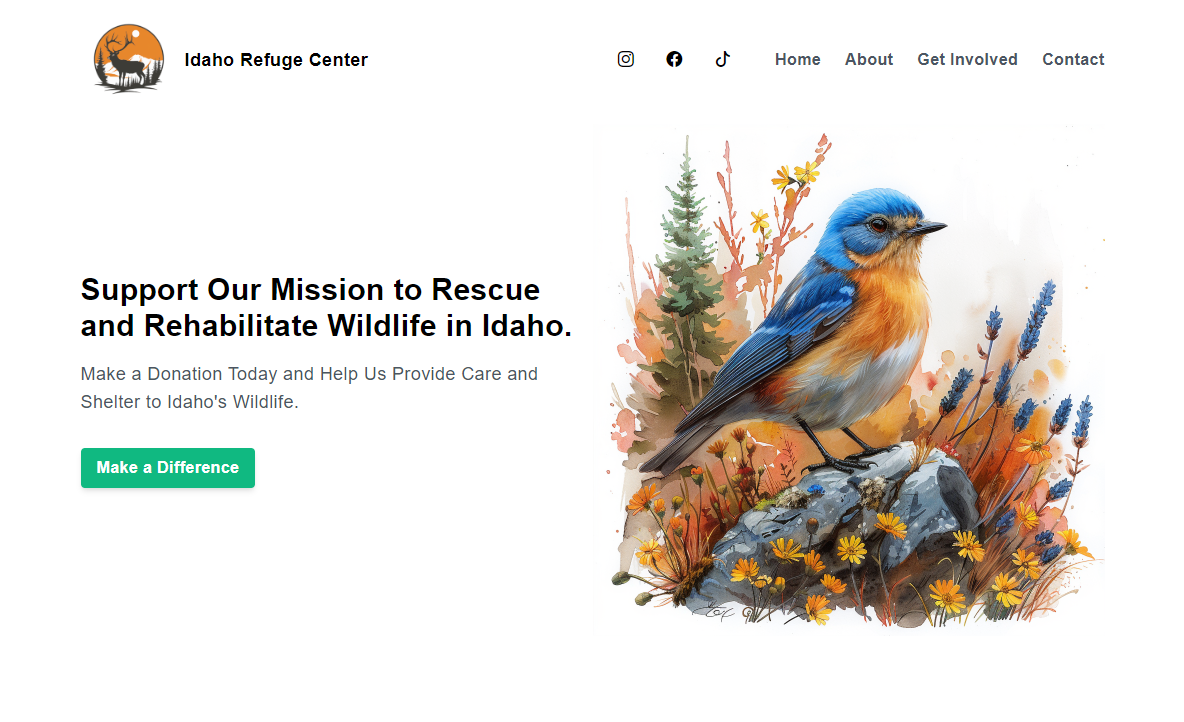 Idaho Refuge Center
Home About Get Involved Contact
Support Our Mission to Rescue
and Rehabilitate Wildlife in Idaho.
Make a Donation Today and Help Us Provide Care and
Shelter to Idaho's Wildlife.
Make a Difference